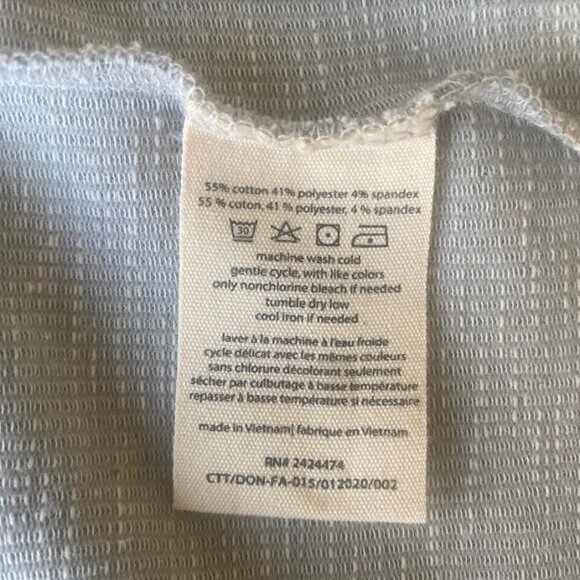 55% cotton 41% polyester 4% spandex
55 % coton, 41 % polyester, 4 % spandex
30
machine wash cold
gentle cycle, with like colors
only nonchlorine bleach if needed
tumble dry low
cool iron if needed
laver à la machine à l'eau froide
cycle délicat avec les mêmes couleurs
sans chlorure décolorant seulement
sécher par culbutage à basse température
repasser à basse température si nécessaire
made in Vietnam| fabrique en Vietnam
RN# 2424474
CTT/DON-FA-015/012020/002